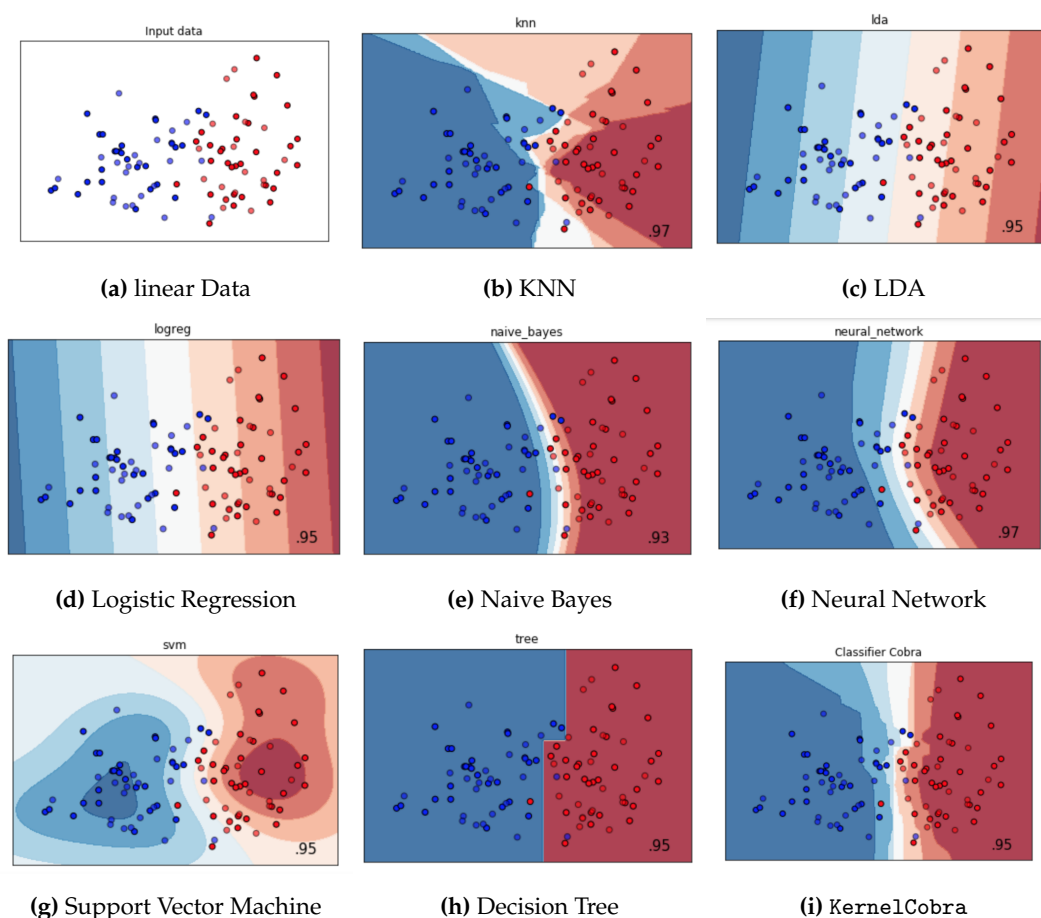 Input data
knn
lda
.97
.95
(a) linear Data
(b) KNN
(c) LDA
logreg
naive_bayes
neural_network
.95
.93
.97
(d) Logistic Regression
(e) Naive Bayes
(f) Neural Network
svm
tree
Classifier Cobra
.95
.95
.95
(g) Support Vector Machine
(h) Decision Tree
(i) KernelCobra